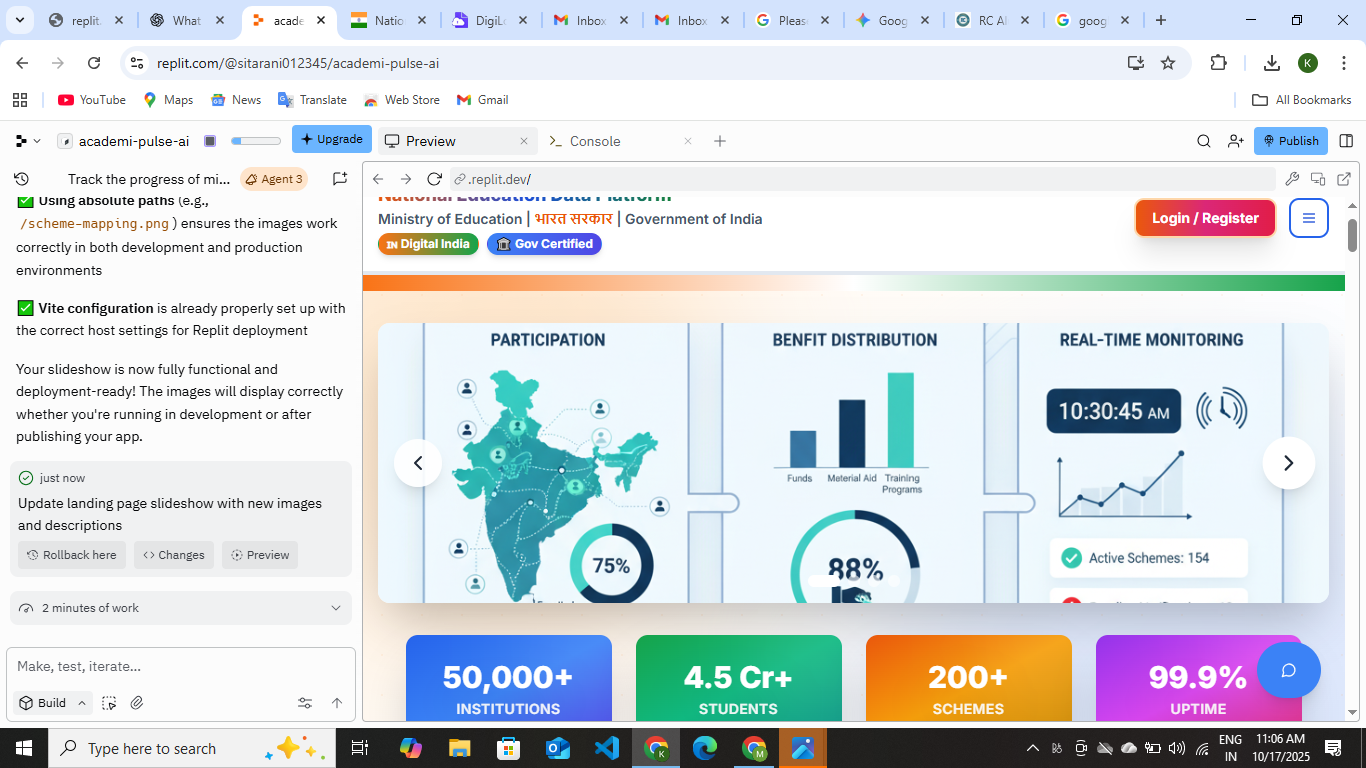 replit.
What
acade
Natio
DigiLo
Inbox
Inbox
Pleas
Goog
RC Al
goog
replit.com/@sitarani012345/academi-pulse-ai
K
YouTube
Maps
News
Translate
Web Store
Gmail
All Bookmarks
academi-pulse-ai
Upgrade
Preview
Console
Publish
Track the progress of mi...
Agent 3
.replit.dev/
✅ Using absolute paths (e.g.,
/scheme-mapping.png ) ensures the images work
correctly in both development and production
environments
✅ Vite configuration is already properly set up with
the correct host settings for Replit deployment
Your slideshow is now fully functional and
deployment-ready! The images will display correctly
whether you're running in development or after
publishing your app.
just now
Update landing page slideshow with new images
and descriptions
Rollback here
Changes
Preview
2 minutes of work
Make, test, iterate...
Build
National Education Data Platform
Ministry of Education | भारत सरकार | Government of India
IN Digital India
Gov Certified
Login / Register
PARTICIPATION
75%
BENFIT DISTRIBUTION
Funds
Material Aid
Training
Programs
88%
REAL-TIME MONITORING
10:30:45 AM
Active Schemes: 154
50,000+
INSTITUTIONS
4.5 Cr+
STUDENTS
200+
SCHEMES
99.9%
UPTIME
Type here to search
K
M
ENG
IN
11:06 AM
10/17/2025